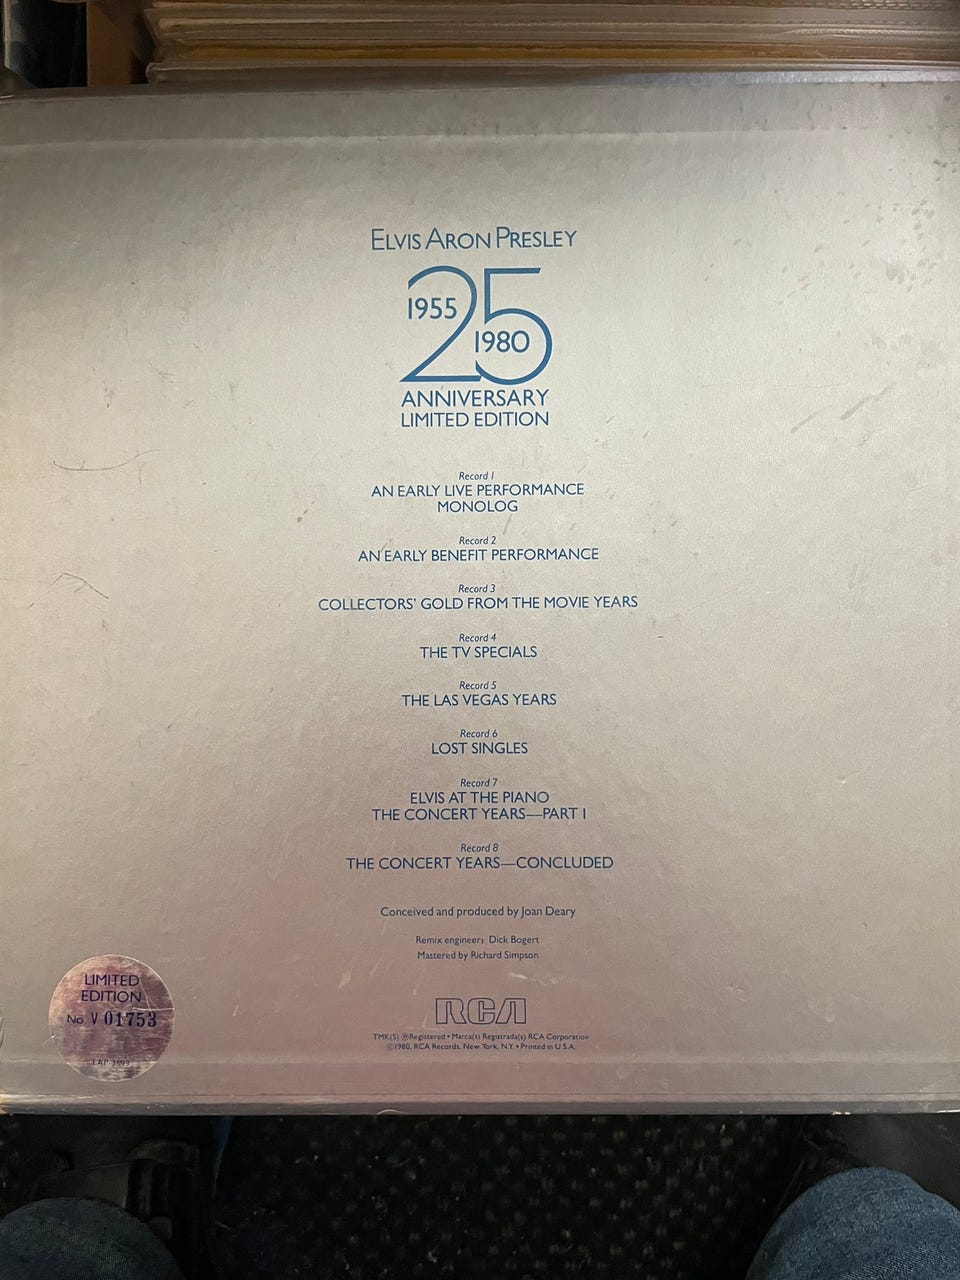 ELVIS ARON PRESLEY
25
1955
1980
ANNIVERSARY
LIMITED EDITION
Record 1
AN EARLY LIVE PERFORMANCE
MONOLOG
Record 2
AN EARLY BENEFIT PERFORMANCE
Record 3
COLLECTORS' GOLD FROM THE MOVIE YEARS
Record 4
THE TV SPECIALS
Record 5
THE LAS VEGAS YEARS
Record 6
LOST SINGLES
Record 7
ELVIS AT THE PIANO
THE CONCERT YEARS—PART 1
Record 8
THE CONCERT YEARS—CONCLUDED
Conceived and produced by Joan Deary
Remix engineer: Dick Bogert
Mastered by Richard Simpson
RCA
TMK(S) ®Registered • Marca(s) Registrada(s) RCA Corporation
©1980, RCA Records, New York, N.Y. • Printed in U.S.A.
LIMITED
EDITION
No. V 01753